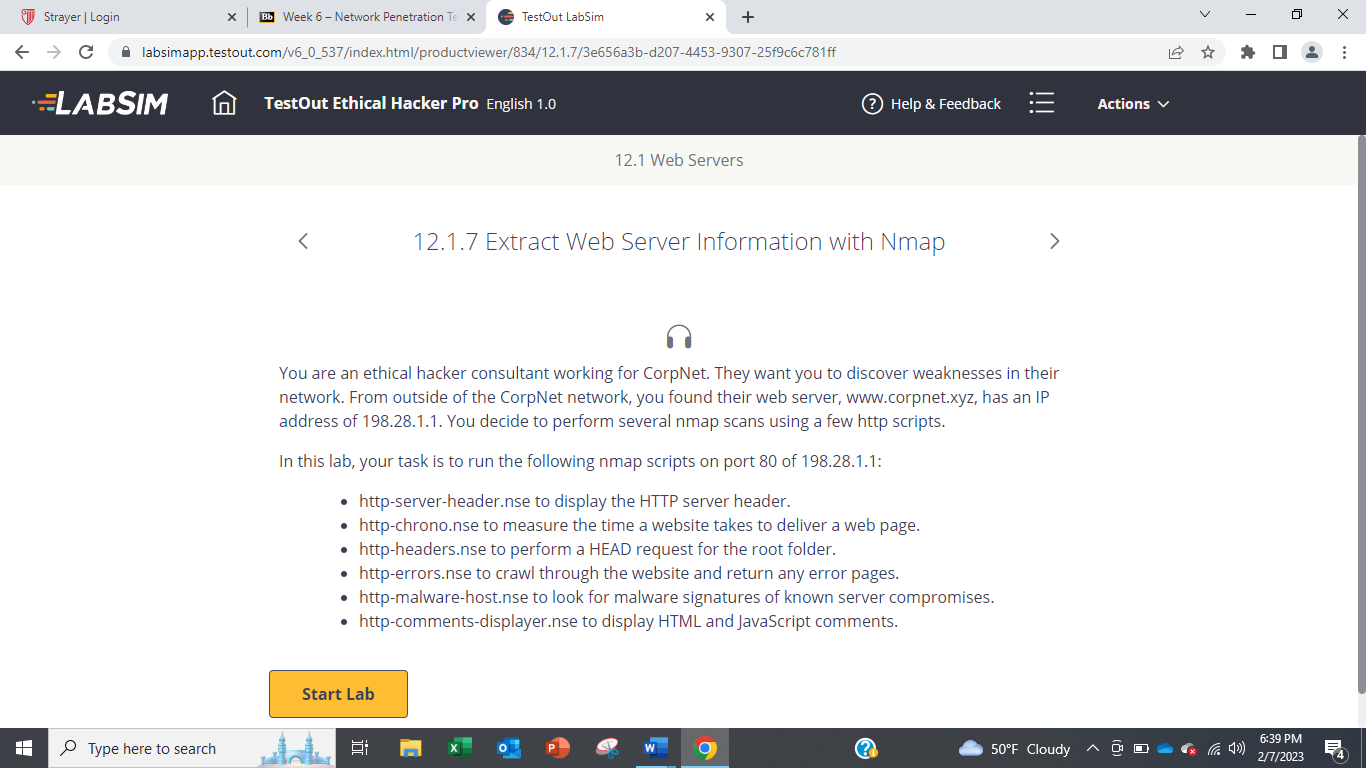 Strayer | Login
Bb
Week 6 – Network Penetration Te
TestOut LabSim
labsimapp.testout.com/v6_0_537/index.html/productviewer/834/12.1.7/3e656a3b-d207-4453-9307-25f9c6c781ff
LABSIM
TestOut Ethical Hacker Pro English 1.0
Help & Feedback
Actions
12.1 Web Servers
12.1.7 Extract Web Server Information with Nmap
You are an ethical hacker consultant working for CorpNet. They want you to discover weaknesses in their
network. From outside of the CorpNet network, you found their web server, www.corpnet.xyz, has an IP
address of 198.28.1.1. You decide to perform several nmap scans using a few http scripts.
In this lab, your task is to run the following nmap scripts on port 80 of 198.28.1.1:
• http-server-header.nse to display the HTTP server header.
• http-chrono.nse to measure the time a website takes to deliver a web page.
• http-headers.nse to perform a HEAD request for the root folder.
• http-errors.nse to crawl through the website and return any error pages.
• http-malware-host.nse to look for malware signatures of known server compromises.
• http-comments-displayer.nse to display HTML and JavaScript comments.
Start Lab
Type here to search
50°F Cloudy
6:39 PM
2/7/2023
4